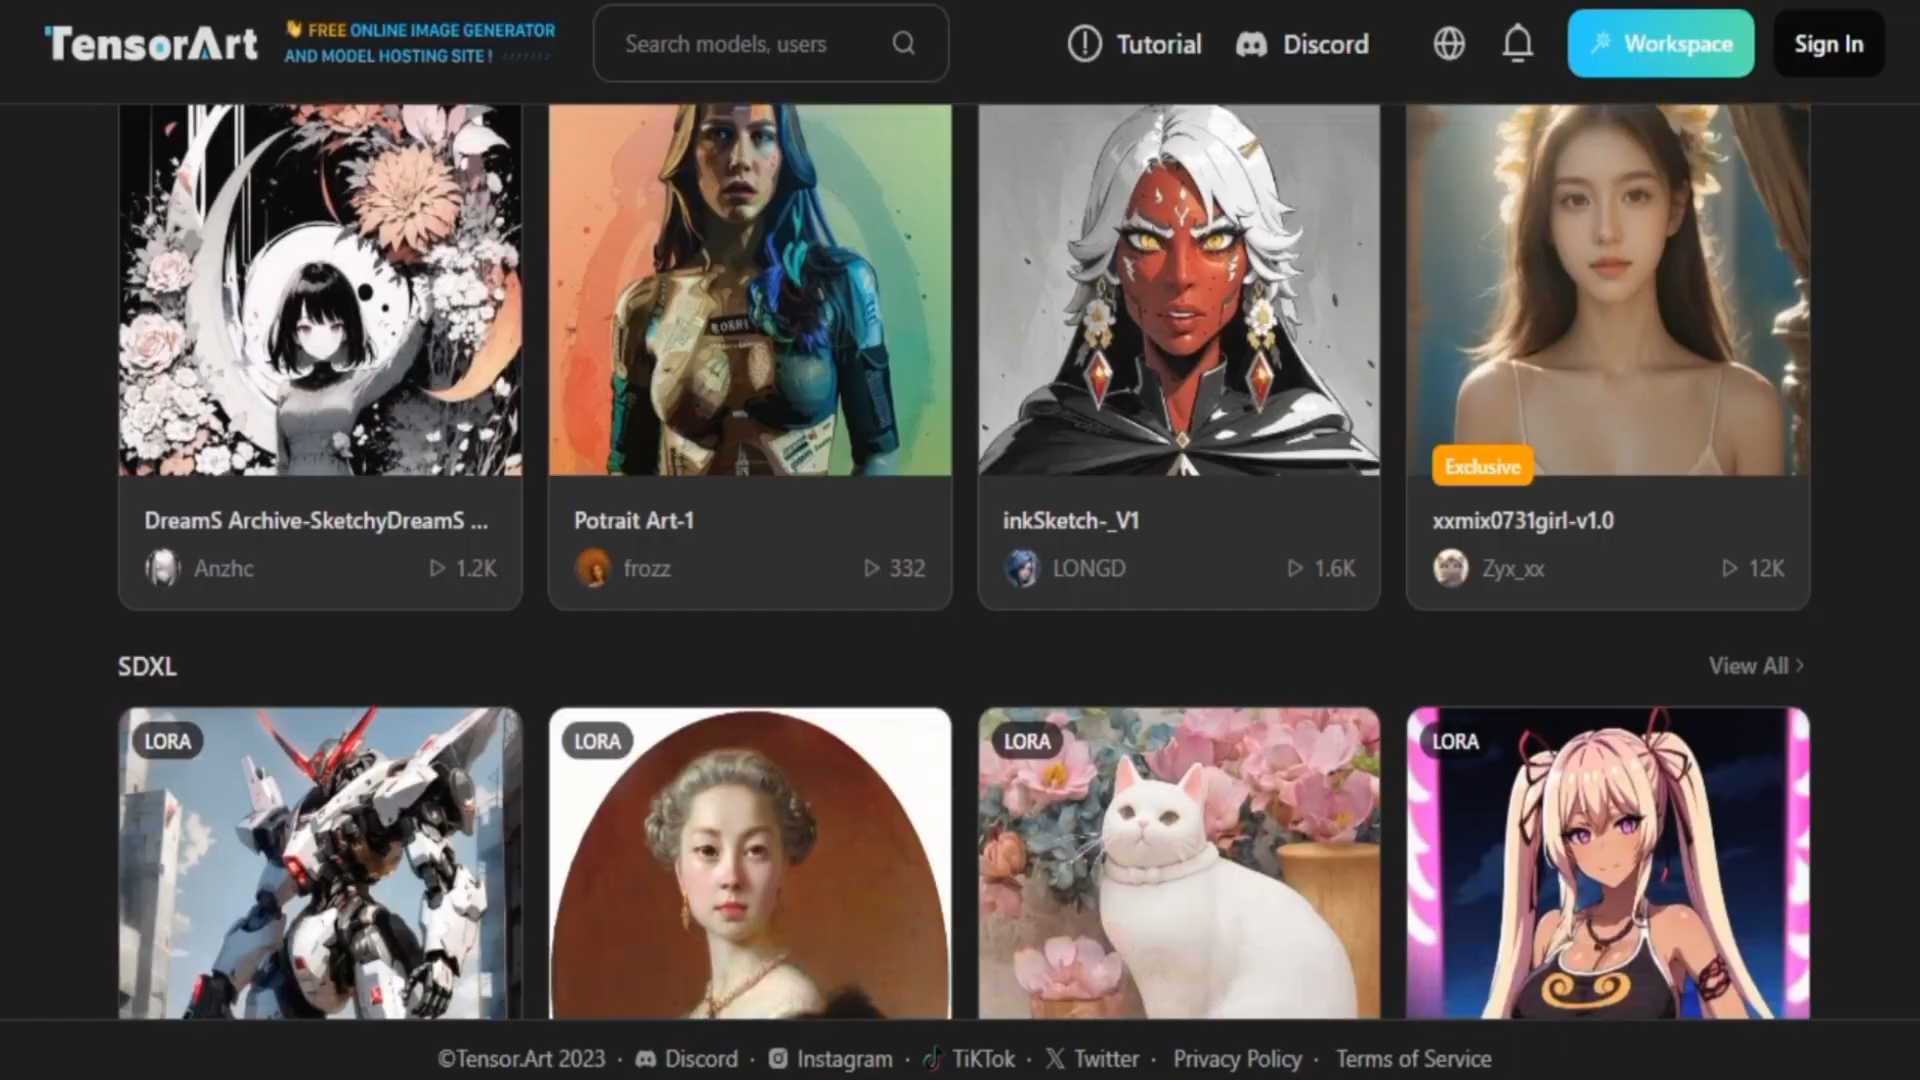 TensorArt
FREE ONLINE IMAGE GENERATOR
AND MODEL HOSTING SITE !
Search models, users
Tutorial
Discord
Workspace
Sign In
Exclusive
DreamS Archive-SketchyDreamS ...
Anzhc
1.2K
Potrait Art-1
frozz
332
inkSketch-_V1
LONGD
1.6K
xxmix0731girl-v1.0
Zyx_xx
12K
SDXL
View All
LORA
LORA
LORA
LORA
©Tensor.Art 2023 · Discord · Instagram · TiKTok · Twitter · Privacy Policy · Terms of Service